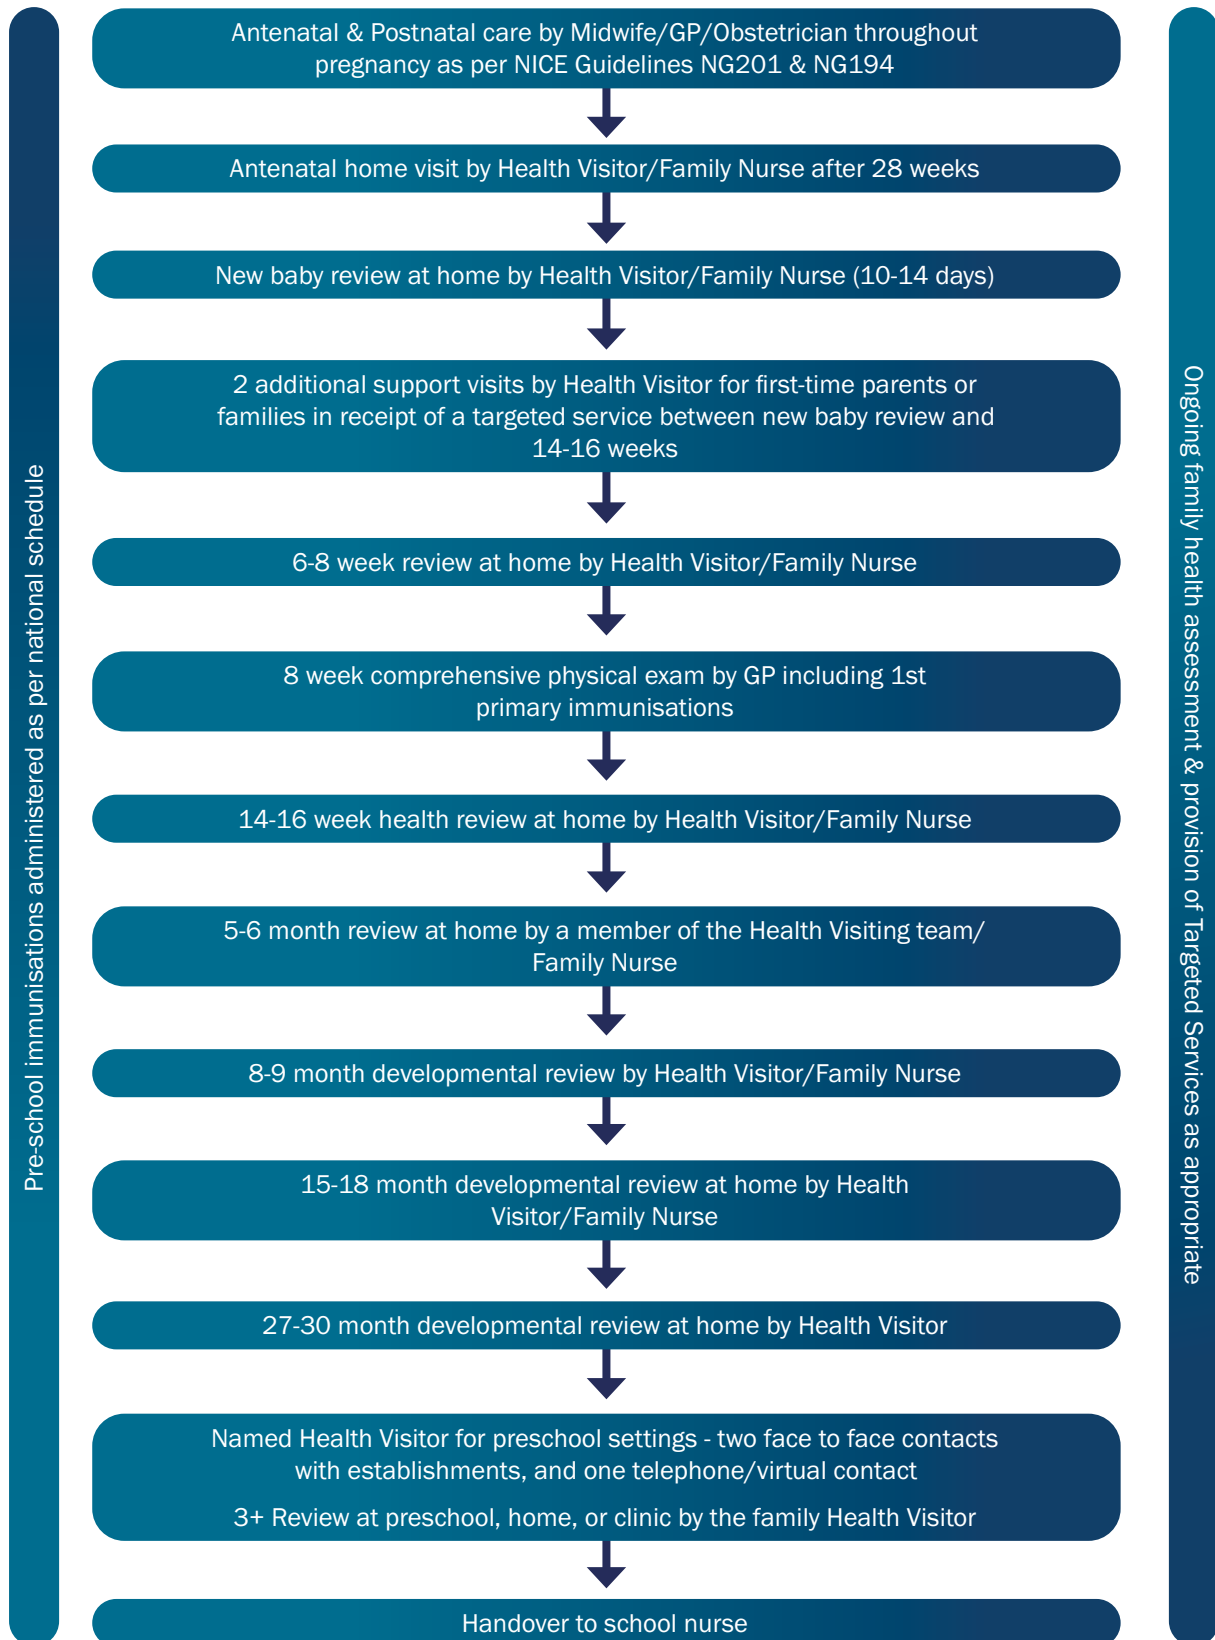 Antenatal & Postnatal care by Midwife/GP/Obstetrician throughout
pregnancy as per NICE Guidelines NG201 & NG194
Antenatal home visit by Health Visitor/Family Nurse after 28 weeks
New baby review at home by Health Visitor/Family Nurse (10-14 days)
2 additional support visits by Health Visitor for first-time parents or
families in receipt of a targeted service between new baby review and
14-16 weeks
6-8 week review at home by Health Visitor/Family Nurse
8 week comprehensive physical exam by GP including 1st
primary immunisations
14-16 week health review at home by Health Visitor/Family Nurse
5-6 month review at home by a member of the Health Visiting team/
Family Nurse
8-9 month developmental review by Health Visitor/Family Nurse
15-18 month developmental review at home by Health
Visitor/Family Nurse
27-30 month developmental review at home by Health Visitor
Named Health Visitor for preschool settings - two face to face contacts
with establishments, and one telephone/virtual contact
3+ Review at preschool, home, or clinic by the family Health Visitor
Handover to school nurse
Pre-school immunisations administered as per national schedule
Ongoing family health assessment & provision of Targeted Services as appropriate